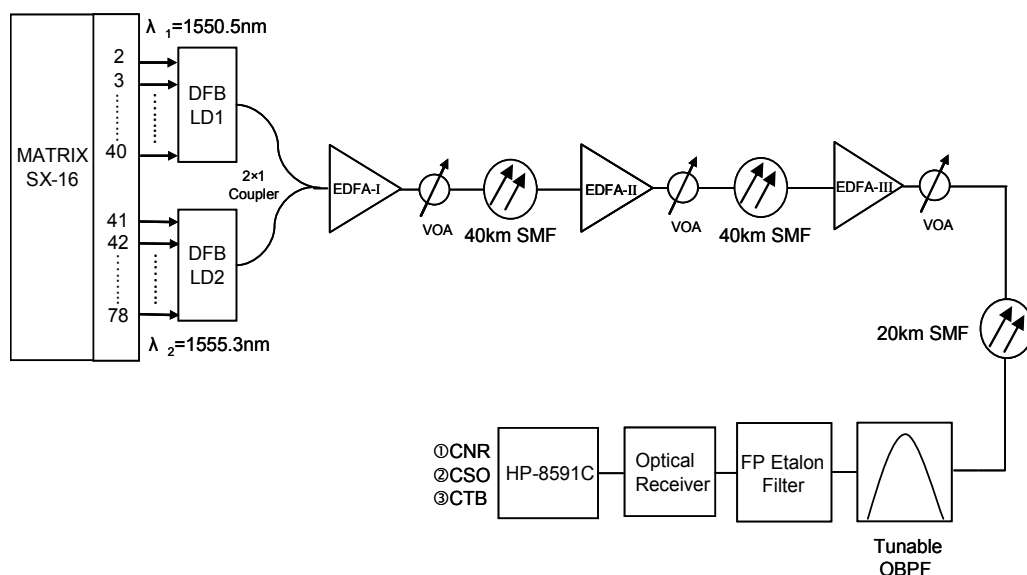 λ 1=1550.5nm
MATRIX
SX-16
2
3
40
41
42
78
DFB
LD1
DFB
LD2
λ 2=1555.3nm
2×1
Coupler
EDFA-I
VOA
40km SMF
EDFA-II
VOA
40km SMF
EDFA-III
VOA
20km SMF
①CNR
②CSO
③CTB
HP-8591C
Optical
Receiver
FP Etalon
Filter
Tunable
OBPF